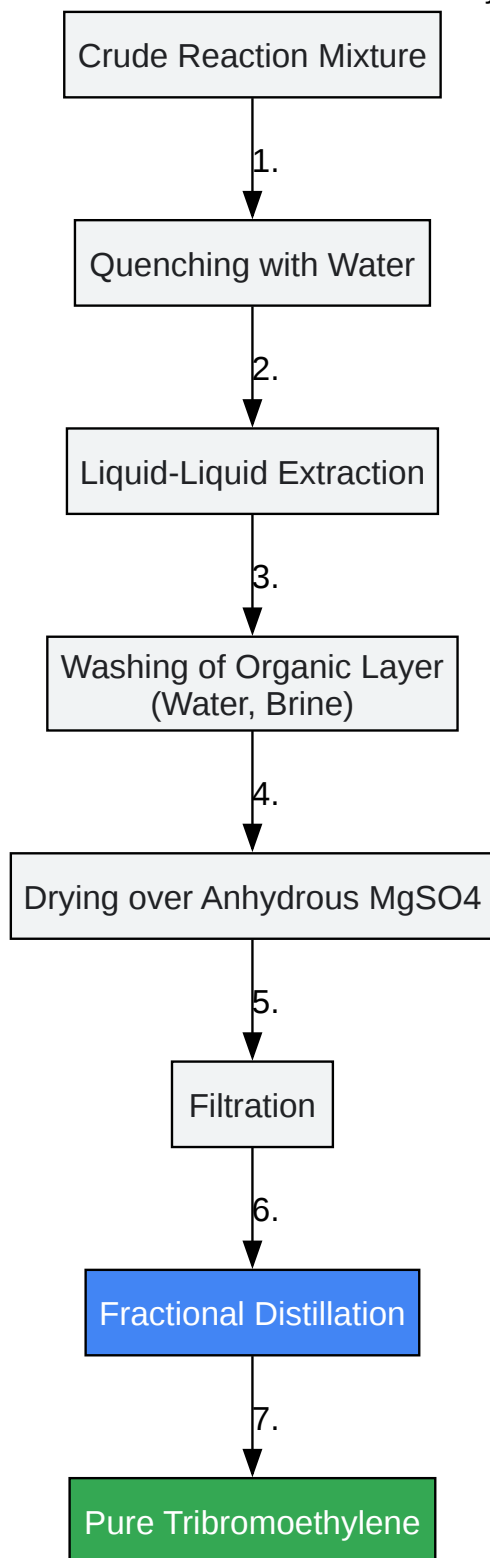 Crude Reaction Mixture
1.
Quenching with Water
2.
Liquid-Liquid Extraction
3.
Washing of Organic Layer
(Water, Brine)
4.
Drying over Anhydrous MgSO4
5.
Filtration
6.
Fractional Distillation
7.
Pure Tribromoethylene